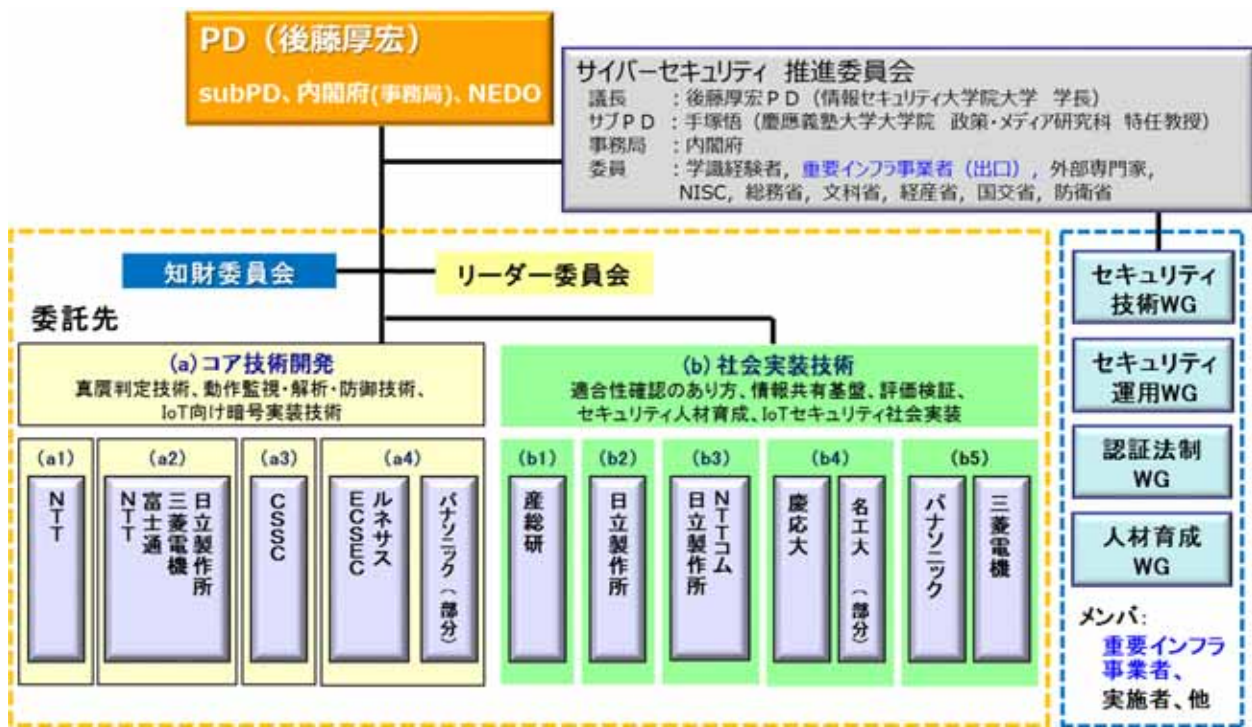 PD（後藤厚宏）
subPD、内閣府(事務局)、NEDO
サイバーセキュリティ 推進委員会
議長 ：後藤厚宏ＰＤ（情報セキュリティ大学院大学 学長）
サブＰＤ：手塚悟（慶應義塾大学大学院 政策・メディア研究科 特任教授）
事務局 ：内閣府
委員 ：学識経験者, 重要インフラ事業者（出口）, 外部専門家,
NISC, 総務省, 文科省, 経産省, 国交省, 防衛省
知財委員会
リーダー委員会
委託先
(a)コア技術開発
真贋判定技術、動作監視・解析・防御技術、
IoT向け暗号実装技術
(a1)
NTT
(a2)
日立製作所
三菱電機
富士通
NTT
(a3)
CSSC
(a4)
ルネサス
ECSEC
パナソニック（部分）
(b)社会実装技術
適合性確認のあり方、情報共有基盤、評価検証、
セキュリティ人材育成、IoTセキュリティ社会実装
(b1)
産総研
(b2)
日立製作所
(b3)
NTTコム
日立製作所
(b4)
慶応大
名工大（部分）
(b5)
パナソニック
三菱電機
セキュリティ
技術WG
セキュリティ
運用WG
認証法制
WG
人材育成
WG
メンバ：
重要インフラ
事業者、
実施者、他